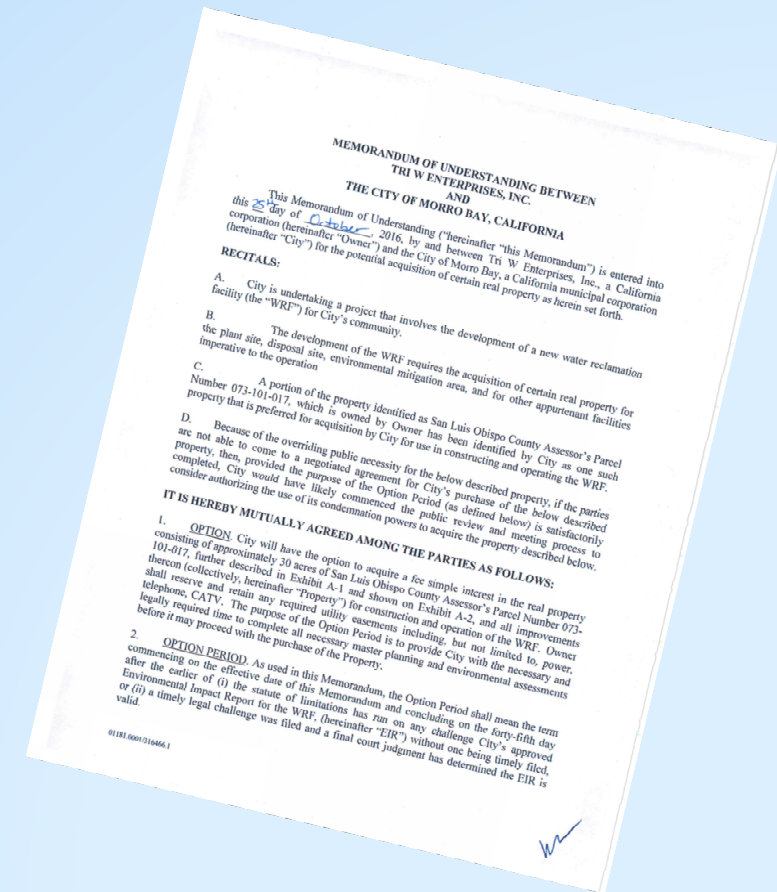 MEMORANDUM OF UNDERSTANDING BETWEEN
TRI W ENTERPRISES, INC.
AND
THE CITY OF MORRO BAY, CALIFORNIA
This Memorandum of Understanding ("hereinafter "this Memorandum") is entered into
this 25th day of October, 2016, by and between Tri W Enterprises, Inc., a California
corporation (hereinafter "Owner") and the City of Morro Bay, a California municipal corporation
(hereinafter "City") for the potential acquisition of certain real property as herein set forth.
RECITALS:
A. City is undertaking a project that involves the development of a new water reclamation
facility (the "WRF") for City's community.
B. The development of the WRF requires the acquisition of certain real property for
the plant site, disposal site, environmental mitigation area, and for other appurtenant facilities
imperative to the operation
C. A portion of the property identified as San Luis Obispo County Assessor's Parcel
Number 073-101-017, which is owned by Owner has been identified by City as one such
property that is preferred for acquisition by City for use in constructing and operating the WRF.
D. Because of the overriding public necessity for the below described property, if the parties
are not able to come to a negotiated agreement for City's purchase of the below described
property, then, provided the purpose of the Option Period (as defined below) is satisfactorily
completed, City would have likely commenced the public review and meeting process to
consider authorizing the use of its condemnation powers to acquire the property described below.
IT IS HEREBY MUTUALLY AGREED AMONG THE PARTIES AS FOLLOWS:
1. OPTION. City will have the option to acquire a fee simple interest in the real property
consisting of approximately 30 acres of San Luis Obispo County Assessor's Parcel Number 073-
101-017, further described in Exhibit A-1 and shown on Exhibit A-2, and all improvements
thereon (collectively, hereinafter "Property") for construction and operation of the WRF. Owner
shall reserve and retain any required utility easements including, but not limited to, power,
telephone, CATV. The purpose of the Option Period is to provide City with the necessary and
legally required time to complete all necessary master planning and environmental assessments
before it may proceed with the purchase of the Property.
2. OPTION PERIOD. As used in this Memorandum, the Option Period shall mean the term
commencing on the effective date of this Memorandum and concluding on the forty-fifth day
after the earlier of (i) the statute of limitations has run on any challenge City's approved
Environmental Impact Report for the WRF, (hereinafter "EIR") without one being timely filed,
or (ii) a timely legal challenge was filed and a final court judgment has determined the EIR is
valid.
01181.0001/316466.1